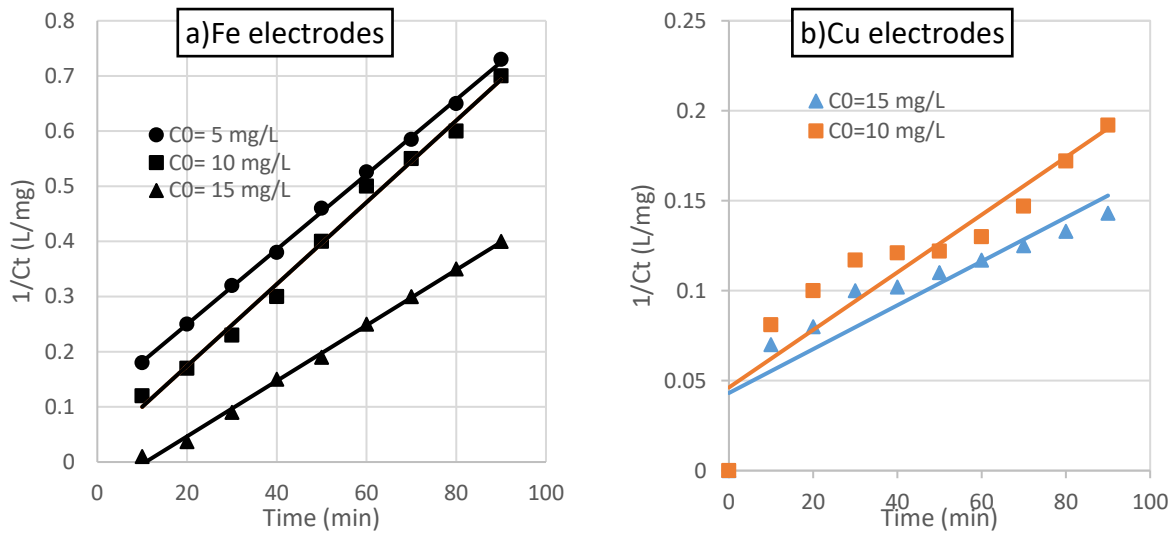 a)Fe electrodes
0.8
0.7
0.6
0.5
0.4
0.3
0.2
0.1
0
1/Ct (L/mg)
C0= 5 mg/L
C0= 10 mg/L
C0= 15 mg/L
0 20 40 60 80 100
Time (min)
b)Cu electrodes
0.25
0.2
0.15
0.1
0.05
0
1/Ct (L/mg)
C0=15 mg/L
C0=10 mg/L
0 20 40 60 80 100
Time (min)